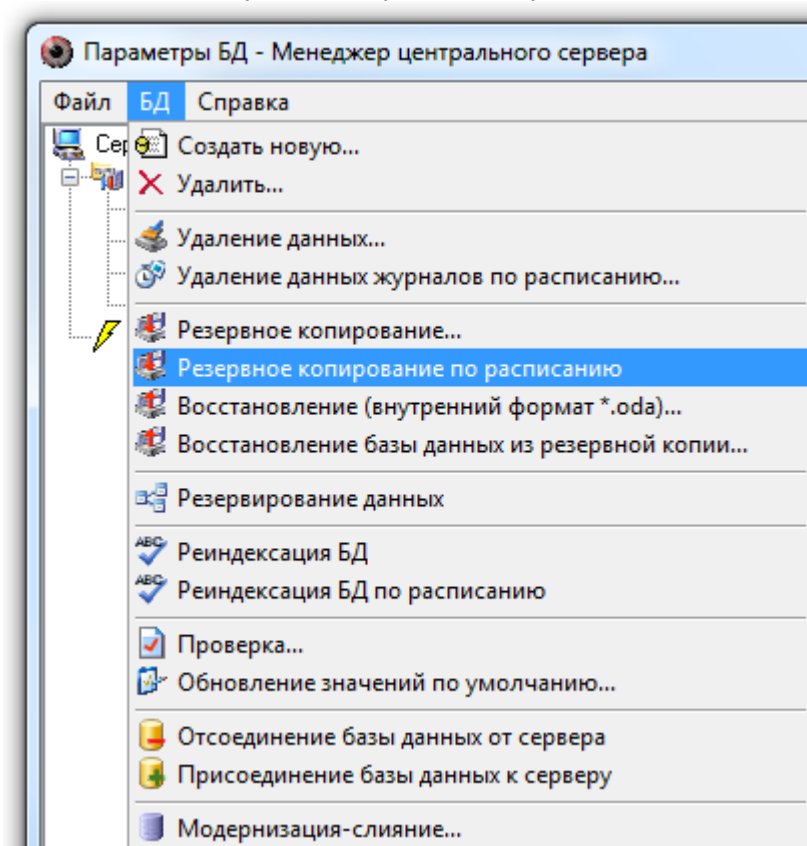 Параметры БД - Менеджер центрального сервера
Файл БД Справка
Сер
Создать новую...
Удалить...
Удаление данных...
Удаление данных журналов по расписанию...
Резервное копирование...
Резервное копирование по расписанию
Восстановление (внутренний формат *.oda)...
Восстановление базы данных из резервной копии...
Резервирование данных
ABC Реиндексация БД
ABC Реиндексация БД по расписанию
Проверка...
Обновление значений по умолчанию...
Отсоединение базы данных от сервера
Присоединение базы данных к серверу
Модернизация-слияние...